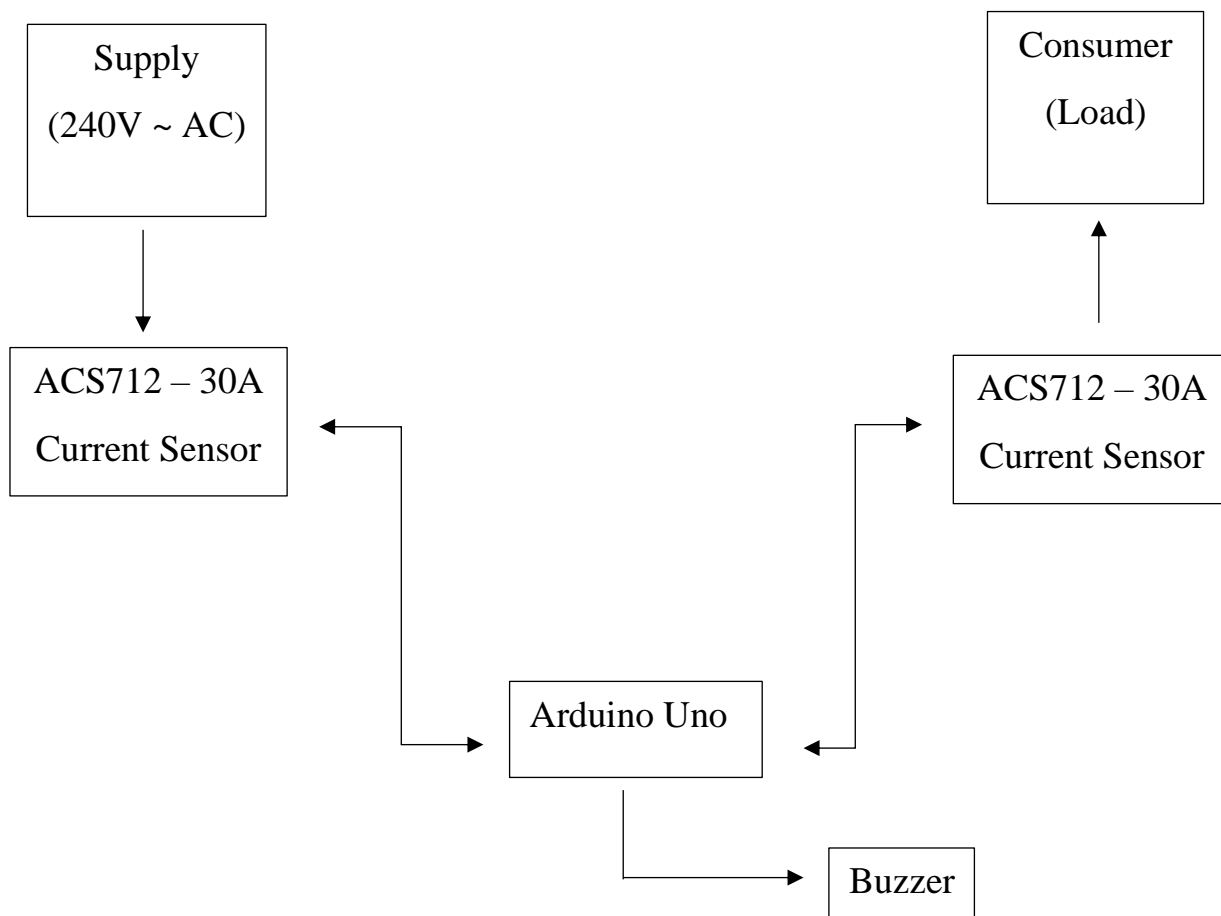 Supply
(240V ~ AC)
Consumer
(Load)
ACS712 – 30A
Current Sensor
ACS712 – 30A
Current Sensor
Arduino Uno
Buzzer